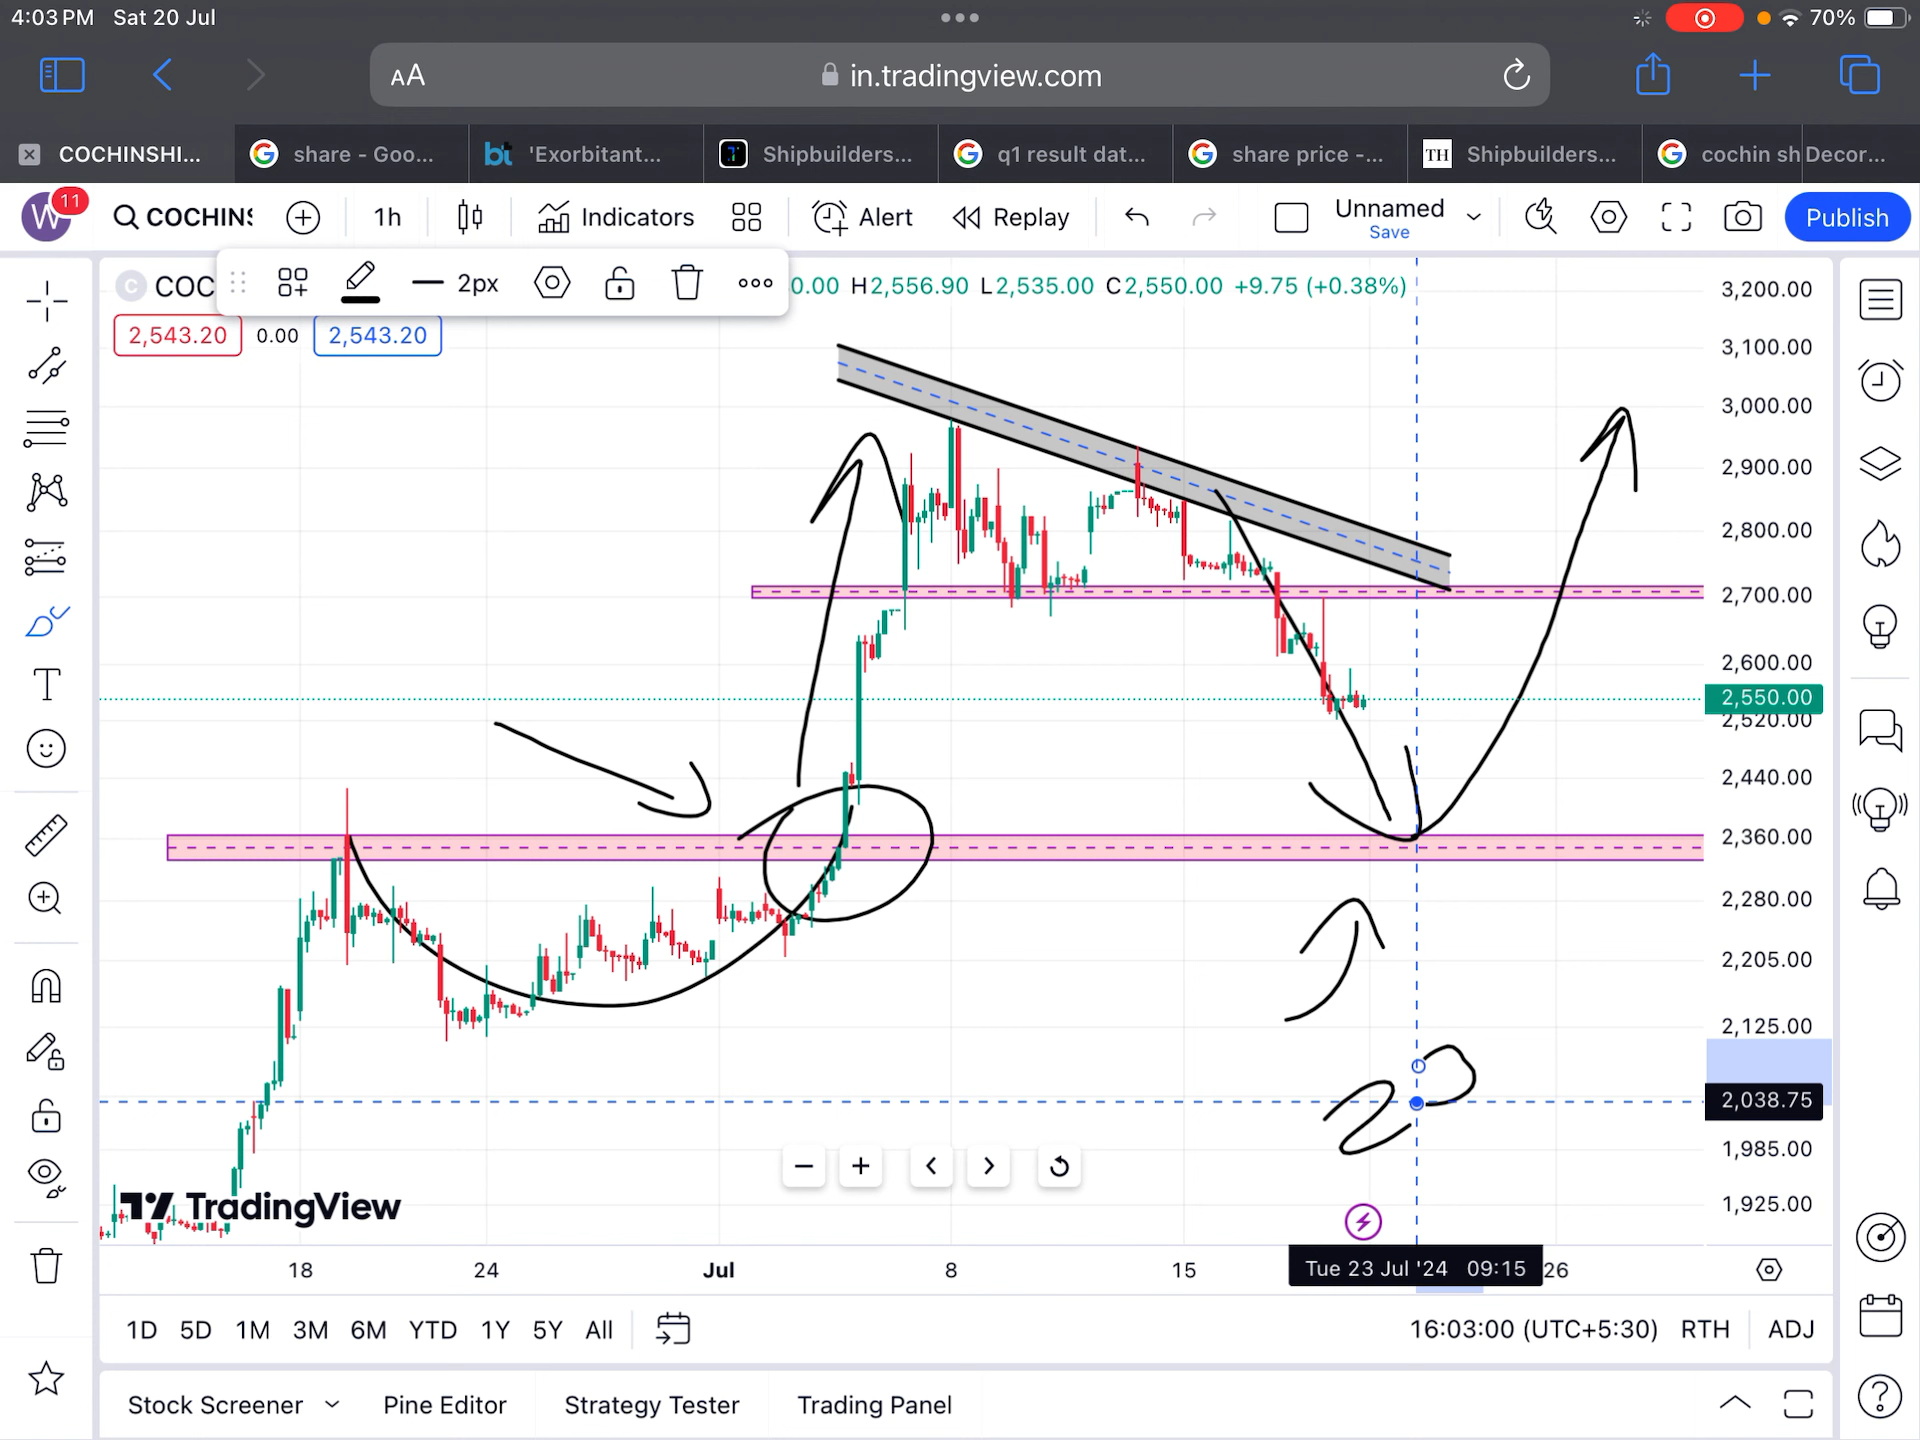 4:03 PM Sat 20 Jul 70%
AA in.tradingview.com
COCHINSHI... share - Goo... bt 'Exorbitant... Shipbuilders... q1 result dat... share price -... TH Shipbuilders... cochin sh Decor...
W 11 COCHINS 1h Indicators Alert Replay Unnamed Save Publish
C COC 2px 0.00 H2,556.90 L2,535.00 C2,550.00 +9.75 (+0.38%)
2,543.20 0.00 2,543.20
3,200.00
3,100.00
3,000.00
2,900.00
2,800.00
2,700.00
2,600.00
2,550.00
2,520.00
2,440.00
2,360.00
2,280.00
2,205.00
2,125.00
2,038.75
1,985.00
1,925.00
TradingView
18 24 Jul 8 15 Tue 23 Jul '24 09:15 26
1D 5D 1M 3M 6M YTD 1Y 5Y All 16:03:00 (UTC+5:30) RTH ADJ
Stock Screener Pine Editor Strategy Tester Trading Panel